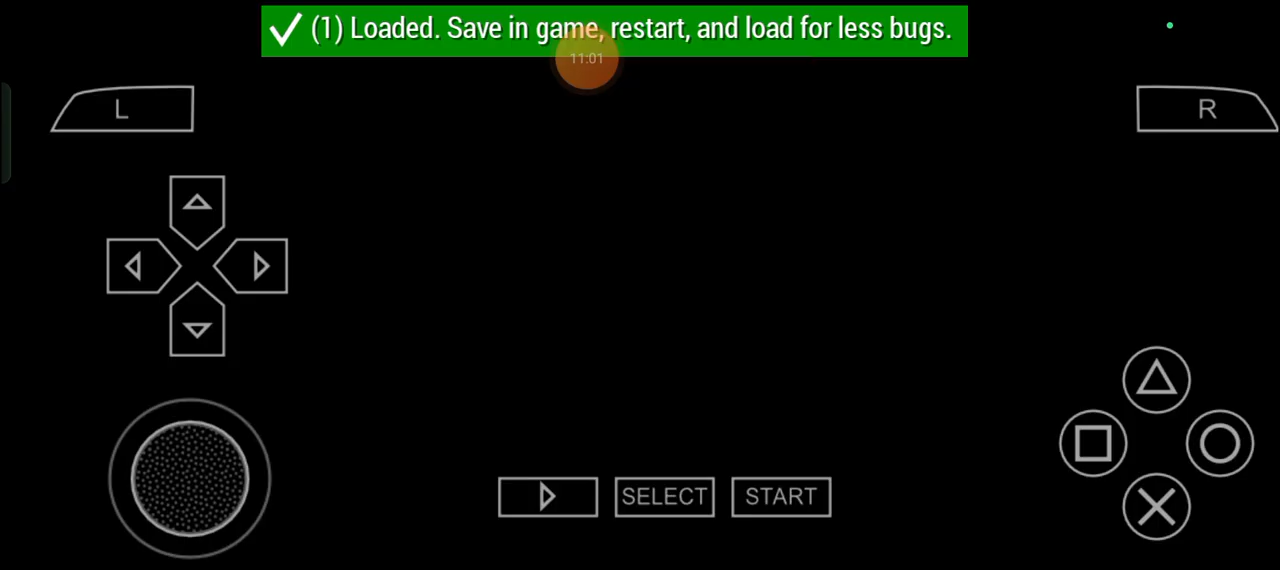 (1) Loaded. Save in game, restart, and load for less bugs.
11:01
L
R
SELECT
START